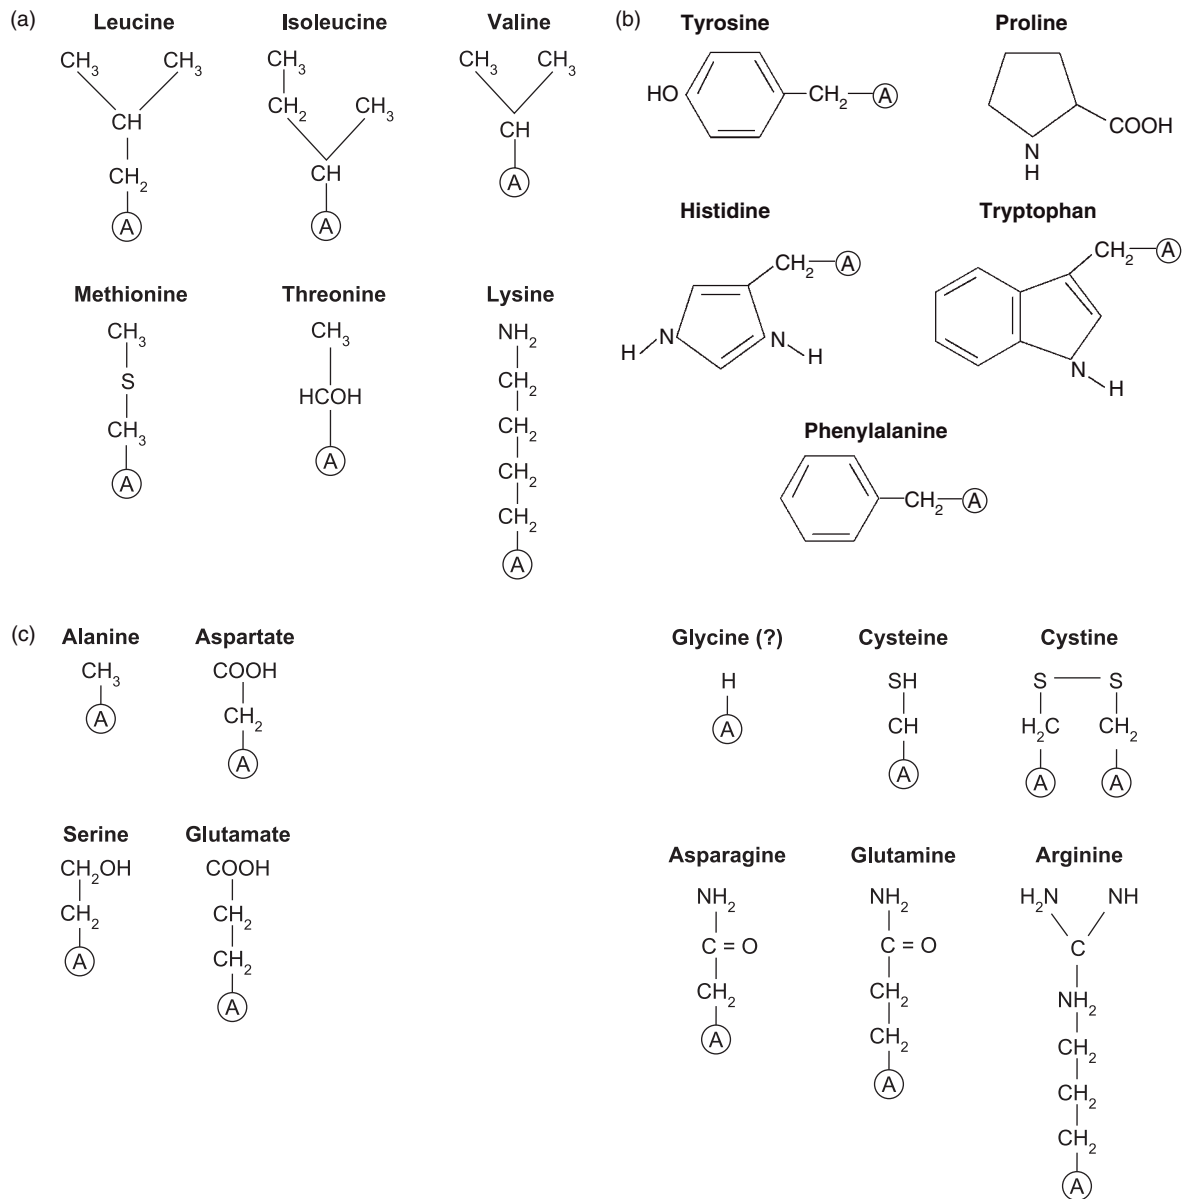 (a)
Leucine Isoleucine Valine
CH3 CH3 CH3 CH3 CH3
CH2 CH3
CH CH
CH2 CH
A A A
Methionine Threonine Lysine
CH3 CH3 NH2
S HCOH CH2
CH3 CH2
A A CH2
CH2
A
(b)
Tyrosine Proline
HO CH2 A COOH
N
H
Histidine Tryptophan
CH2 A CH2 A
H N N H N H
Phenylalanine
CH2 A
(c)
Alanine Aspartate
CH3 COOH
A CH2
A
Serine Glutamate
CH2OH COOH
CH2 CH2
A CH2
A
Glycine (?) Cysteine Cystine
H SH S S
A CH H2C CH2
A A A
Asparagine Glutamine Arginine
NH2 NH2 H2N NH
C = O C = O C
CH2 CH2 NH2
A CH2 CH2
A CH2
CH2
A